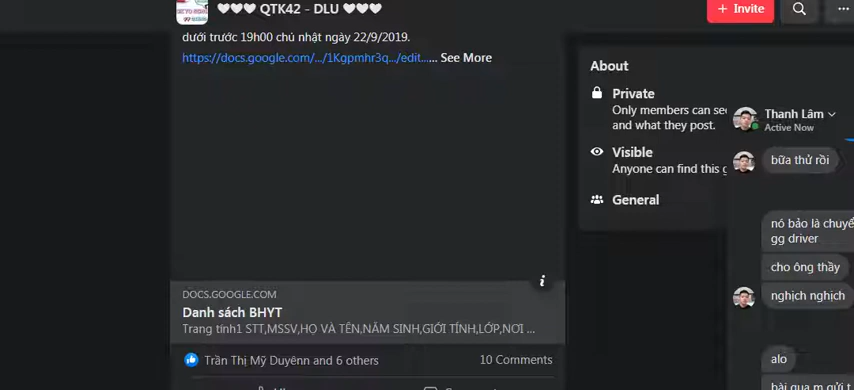 ♥♥♥ QTK42 - DLU ♥♥♥
+ Invite
dưới trước 19h00 chủ nhật ngày 22/9/2019.
https://docs.google.com/.../1Kgpmhr3q.../edit...... See More
DOCS.GOOGLE.COM
Danh sách BHYT
Trang tính1 STT,MSSV,HỌ VÀ TÊN,NĂM SINH,GIỚI TÍNH,LỚP,NƠI ...
Trần Thị Mỹ Duyênn and 6 others
10 Comments
About
Private
Only members can see
and what they post.
Visible
Anyone can find this g
General
Thanh Lâm
Active Now
bữa thử rồi
nó bảo là chuyể
gg driver
cho ông thầy
nghịch nghịch
alo
bài qua m gửi t